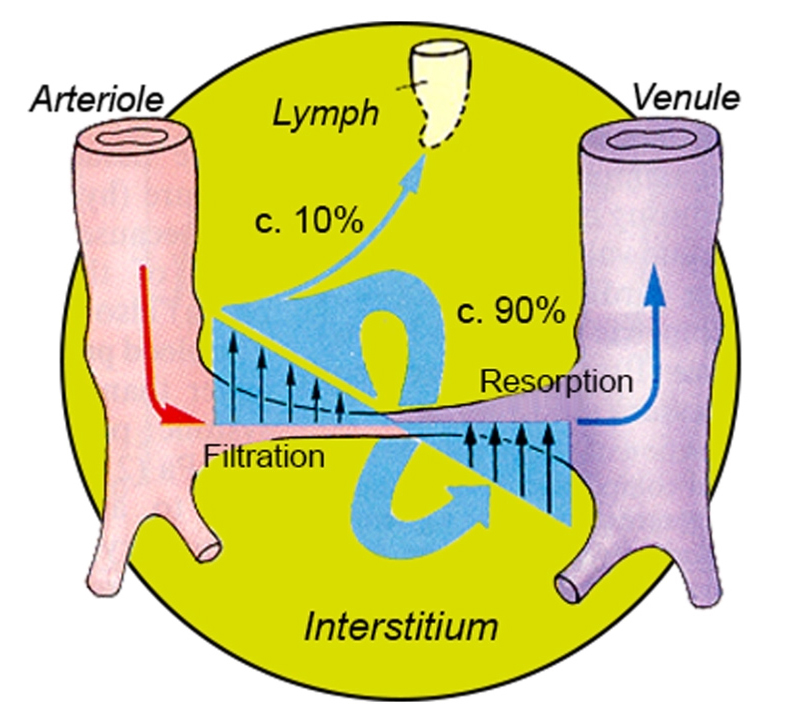 Arteriole
Venule
Lymph
c. 10%
c. 90%
Resorption
Filtration
Interstitium